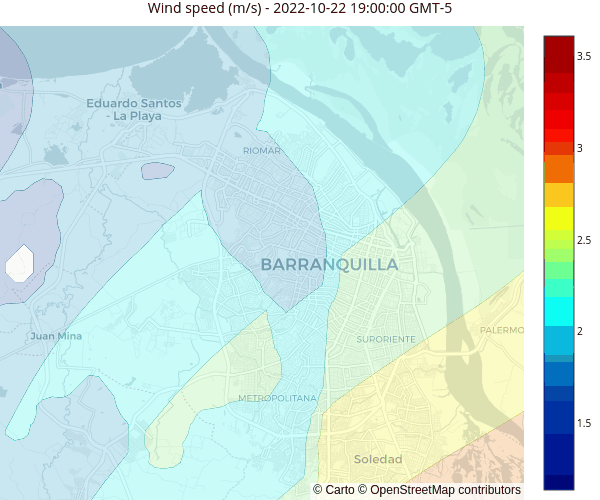 Wind speed (m/s) - 2022-10-22 19:00:00 GMT-5
3.5
Eduardo Santos
- La Playa
RIOMAR
3
BARRANQUILLA
2.5
Juan Mina
SURORIENTE
PALERMO
2
METROPOLITANA
1.5
Soledad
© Carto © OpenStreetMap contributors